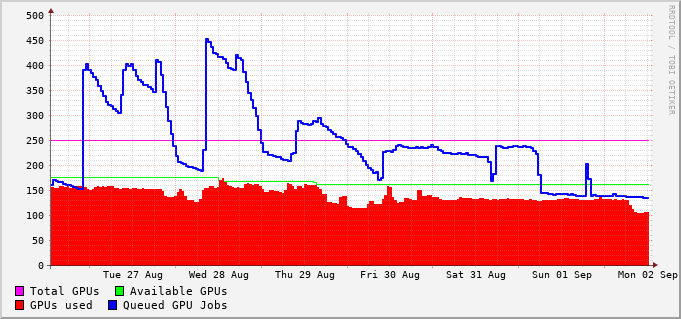 500
450
400
350
300
250
200
150
100
50
0
Tue 27 Aug Wed 28 Aug Thu 29 Aug Fri 30 Aug Sat 31 Aug Sun 01 Sep Mon 02 Sep
Total GPUs Available GPUs
GPUs used Queued GPU Jobs
RRDTOOL / TOBI OETIKER